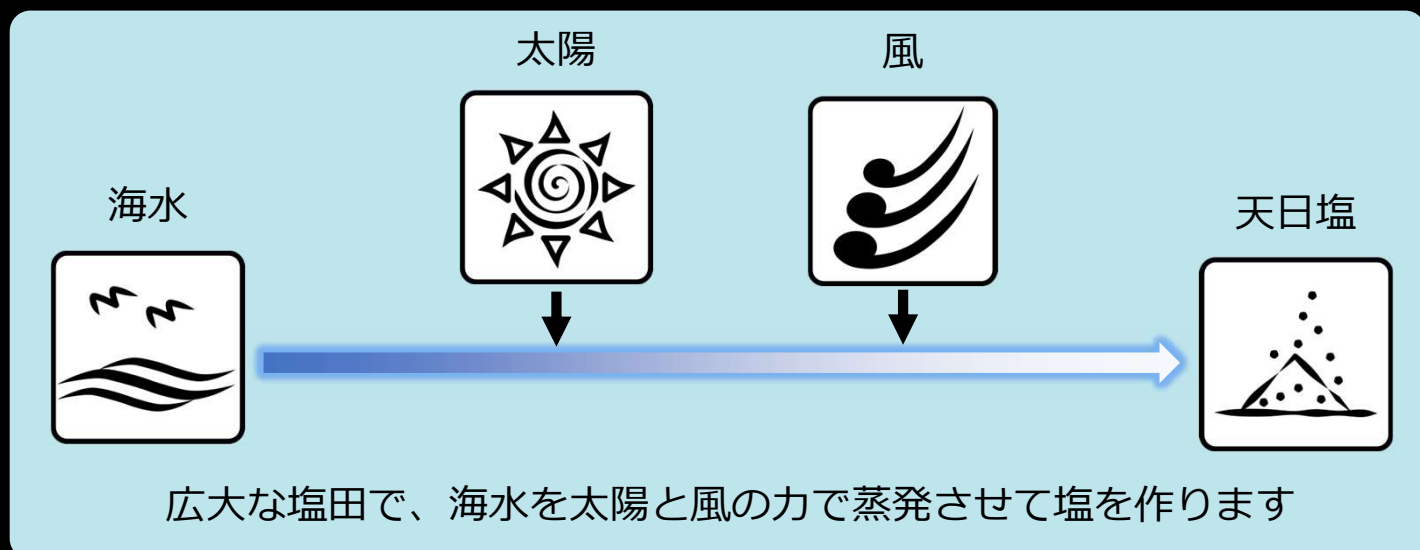 太陽
風
海水
天日塩
広大な塩田で、海水を太陽と風の力で蒸発させて塩を作ります